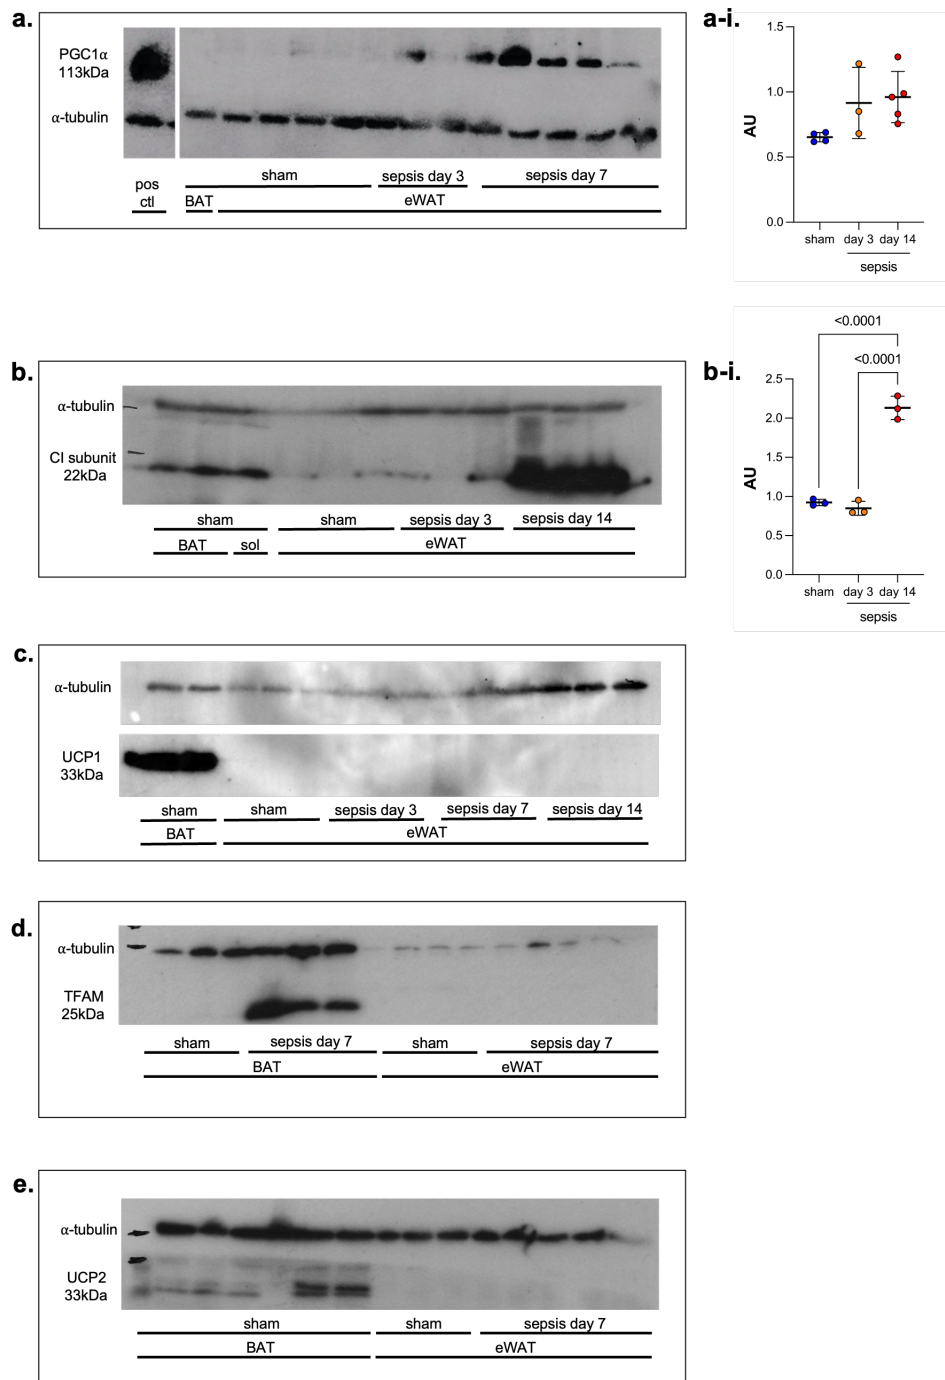 a.
PGC1α
113kDa
α-tubulin
pos
ctl
sham
sepsis day 3
sepsis day 7
BAT
eWAT
a-i.
1.5
1.0
0.5
0.0
AU
sham
day 3
day 14
sepsis
b.
α-tubulin
CI subunit
22kDa
sham
sham
sepsis day 3
sepsis day 14
BAT
sol
eWAT
b-i.
<0.0001
<0.0001
2.5
2.0
1.5
1.0
0.5
0.0
AU
sham
day 3
day 14
sepsis
c.
α-tubulin
UCP1
33kDa
sham
sham
sepsis day 3
sepsis day 7
sepsis day 14
BAT
eWAT
d.
α-tubulin
TFAM
25kDa
sham
sepsis day 7
sham
sepsis day 7
BAT
eWAT
e.
α-tubulin
UCP2
33kDa
sham
sham
sepsis day 7
BAT
eWAT